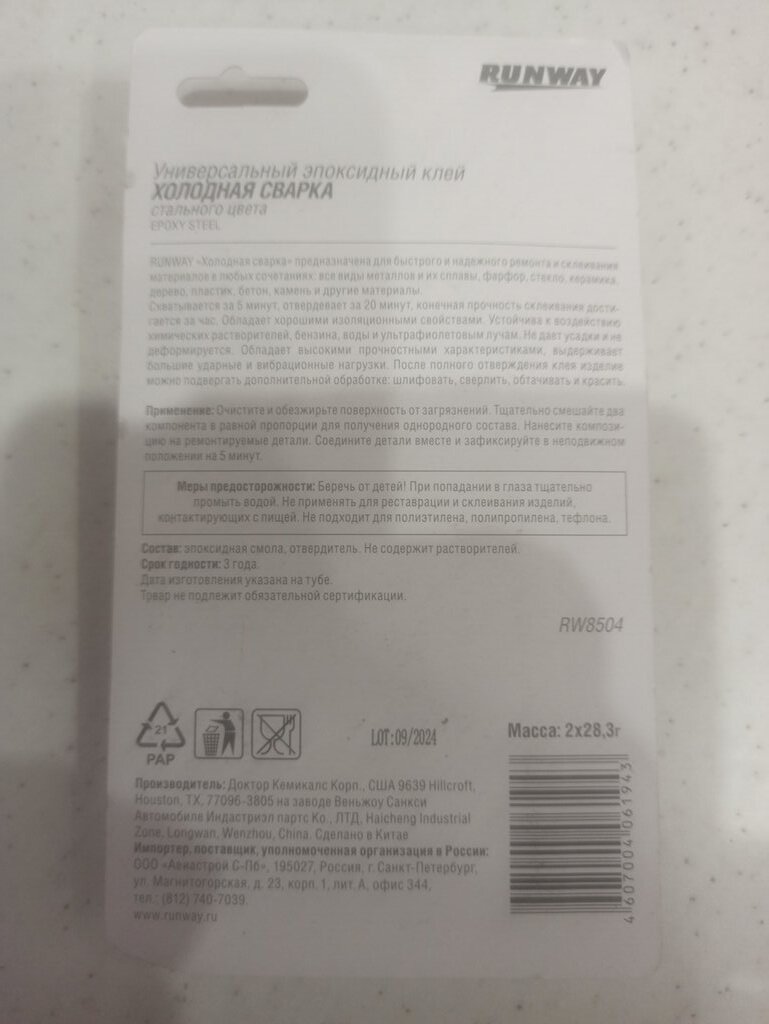 RUNWAY
Универсальный эпоксидный клей
ХОЛОДНАЯ СВАРКА
стального цвета
EPOXY STEEL
RUNWAY «Холодная сварка» предназначена для быстрого и надежного ремонта и склеивания
материалов в любых сочетаниях: все виды металлов и их сплавы, фарфор, стекло, керамика,
дерево, пластик, бетон, камень и другие материалы.
Схватывается за 5 минут, отвердевает за 20 минут, конечная прочность склеивания дости-
гается за час. Обладает хорошими изоляционными свойствами. Устойчива к воздействию
химических растворителей, бензина, воды и ультрафиолетовым лучам. Не дает усадки и не
деформируется. Обладает высокими прочностными характеристиками, выдерживает
большие ударные и вибрационные нагрузки. После полного отверждения клея изделие
можно подвергать дополнительной обработке: шлифовать, сверлить, обтачивать и красить.
Применение: Очистите и обезжирьте поверхность от загрязнений. Тщательно смешайте два
компонента в равной пропорции для получения однородного состава. Нанесите компози-
цию на ремонтируемые детали. Соедините детали вместе и зафиксируйте в неподвижном
положении на 5 минут.
Меры предосторожности: Беречь от детей! При попадании в глаза тщательно
промыть водой. Не применять для реставрации и склеивания изделий,
контактирующих с пищей. Не подходит для полиэтилена, полипропилена, тефлона.
Состав: эпоксидная смола, отвердитель. Не содержит растворителей.
Срок годности: 3 года.
Дата изготовления указана на тубе.
Товар не подлежит обязательной сертификации.
RW8504
21
PAP
LOT:09/2024
Масса: 2x28,3г
Производитель: Доктор Кемикалс Корп., США 9639 Hillcroft,
Houston, TX, 77096-3805 на заводе Веньжоу Санкси
Автомобиле Индастриэл партс Ко., ЛТД, Haicheng Industrial
Zone, Longwan, Wenzhou, China. Сделано в Китае
Импортер, поставщик, уполномоченная организация в России:
ООО «Авиастрой С-Пб», 195027, Россия, г. Санкт-Петербург,
ул. Магнитогорская, д. 23, корп. 1, лит. А, офис 344,
тел.: (812) 740-7039.
www.runway.ru
4607004061943